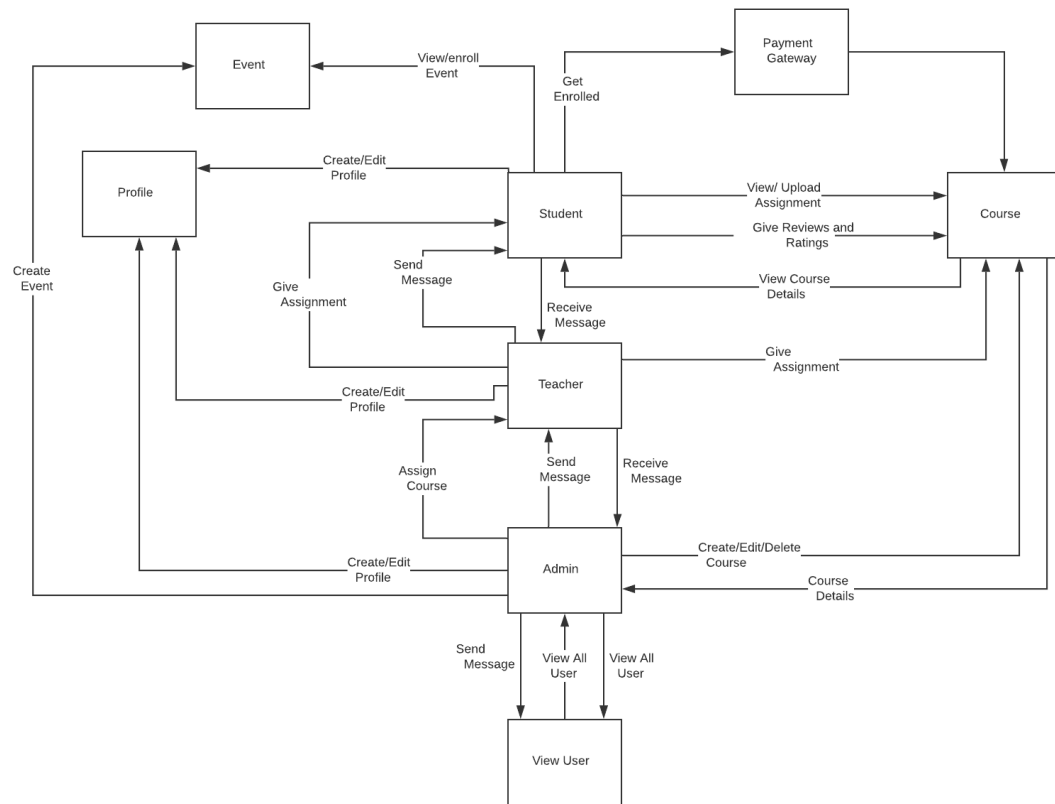 Payment
Gateway
Event
View/enroll
Event
Get
Enrolled
Create/Edit
Profile
Profile
Student
View/ Upload
Assignment
Course
Give Reviews and
Ratings
Create
Event
Send
Message
Give
Assignment
View Course
Details
Receive
Message
Teacher
Give
Assignment
Create/Edit
Profile
Assign
Course
Send
Message
Receive
Message
Create/Edit/Delete
Course
Create/Edit
Profile
Admin
Course
Details
Send
Message
View All
User
View All
User
View User